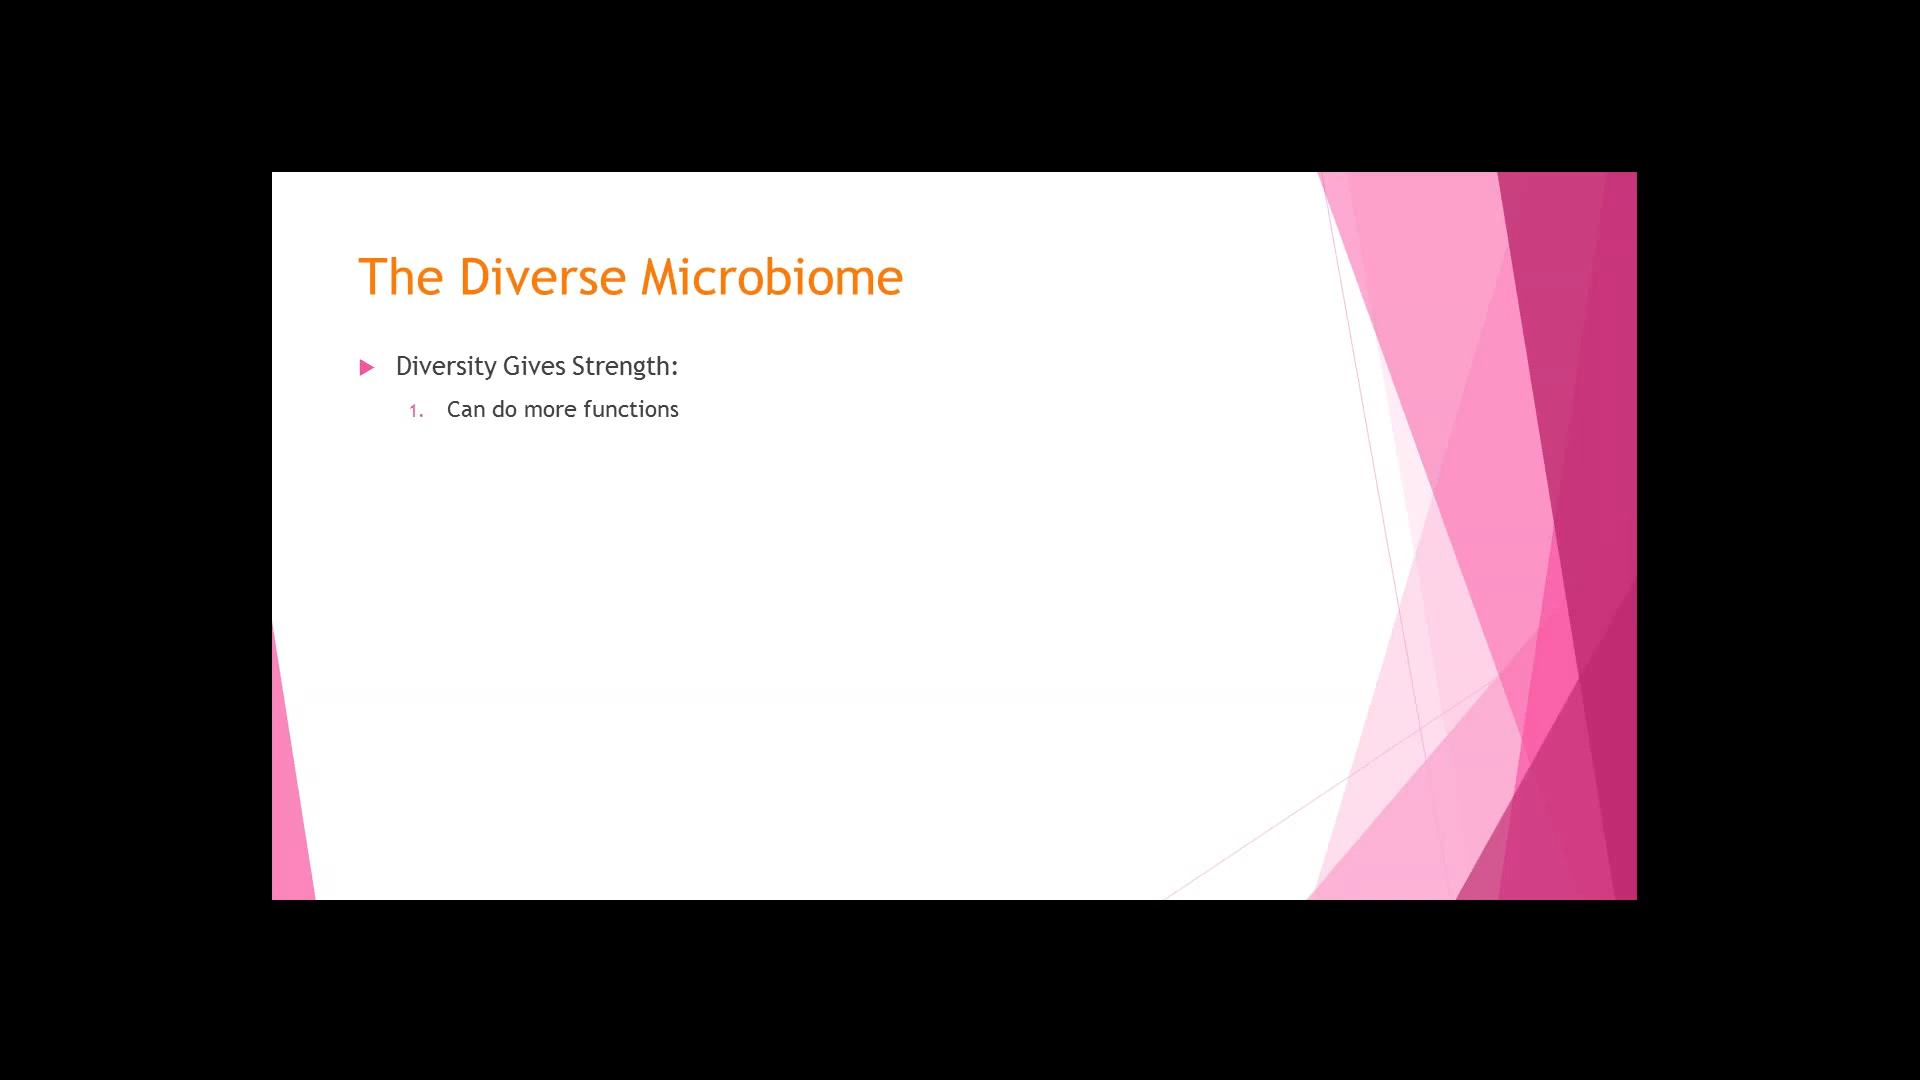 The Diverse Microbiome
Diversity Gives Strength:
1. Can do more functions